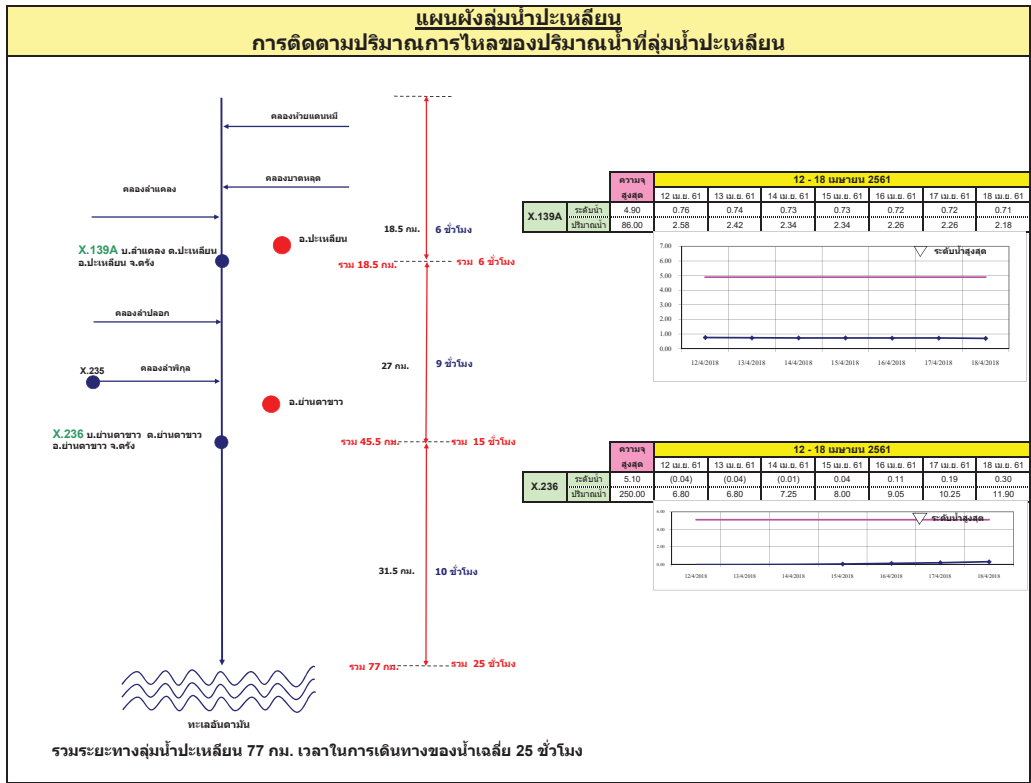 แผนผังลุ่มน้ำปะเหลียน
การติดตามปริมาณการไหลของปริมาณน้ำที่ลุ่มน้ำปะเหลียน
คลองห้วยแดนหมี
คลองบาตหลุด
คลองลำแคลง
18.5 กม.
6 ชั่วโมง
อ.ปะเหลียน
X.139A บ.ลำแคลง ต.ปะเหลียน
อ.ปะเหลียน จ.ตรัง
รวม 18.5 กม.
รวม 6 ชั่วโมง
คลองลำปลอก
27 กม.
9 ชั่วโมง
X.235
คลองลำพิกุล
อ.ย่านตาขาว
X.236 บ.ย่านตาขาว ต.ย่านตาขาว
อ.ย่านตาขาว จ.ตรัง
รวม 45.5 กม.
รวม 15 ชั่วโมง
31.5 กม.
10 ชั่วโมง
รวม 77 กม.
รวม 25 ชั่วโมง
ทะเลอันดามัน
รวมระยะทางลุ่มน้ำปะเหลียน 77 กม. เวลาในการเดินทางของน้ำเฉลี่ย 25 ชั่วโมง
ความจุ 12 - 18 เมษายน 2561
สูงสุด 12 เม.ย. 61 13 เม.ย. 61 14 เม.ย. 61 15 เม.ย. 61 16 เม.ย. 61 17 เม.ย. 61 18 เม.ย. 61
X.139A
ระดับน้ำ 4.90 0.76 0.74 0.73 0.73 0.72 0.72 0.71
ปริมาณน้ำ 86.00 2.58 2.42 2.34 2.34 2.26 2.26 2.18
ระดับน้ำสูงสุด
7.00
6.00
5.00
4.00
3.00
2.00
1.00
0.00
12/4/2018 13/4/2018 14/4/2018 15/4/2018 16/4/2018 17/4/2018 18/4/2018
ความจุ 12 - 18 เมษายน 2561
สูงสุด 12 เม.ย. 61 13 เม.ย. 61 14 เม.ย. 61 15 เม.ย. 61 16 เม.ย. 61 17 เม.ย. 61 18 เม.ย. 61
X.236
ระดับน้ำ 5.10 (0.04) (0.04) (0.01) 0.04 0.11 0.19 0.30
ปริมาณน้ำ 250.00 6.80 6.80 7.25 8.00 9.05 10.25 11.90
ระดับน้ำสูงสุด
6.00
4.00
2.00
0.00
12/4/2018 13/4/2018 14/4/2018 15/4/2018 16/4/2018 17/4/2018 18/4/2018